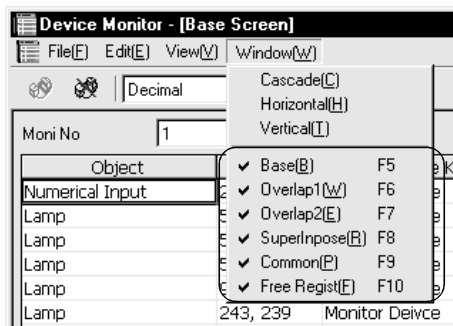 Device Monitor - [Base Screen]
File(F) Edit(E) View(V) Window(W)
Decimal
Cascade(C)
Horizontal(H)
Vertical(T)
Moni No 1
Base(B) F5
Overlap1(W) F6
Overlap2(E) F7
SuperInpose(R) F8
Common(P) F9
Free Regist(F) F10
Object
Numerical Input
Lamp
Lamp
Lamp
Lamp
Lamp 243, 239 Monitor Deivce